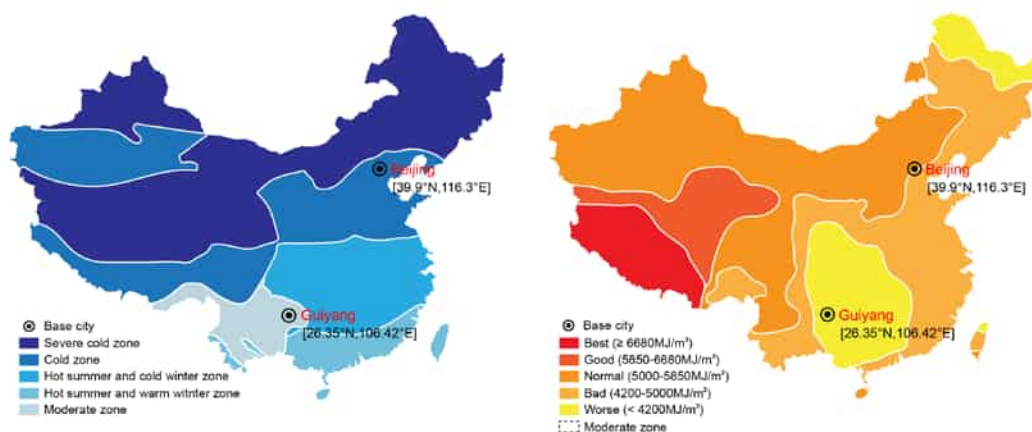 Beijing
[39.9°N,116.3°E]
Guiyang
[26.35°N,106.42°E]
Base city
Severe cold zone
Cold zone
Hot summer and cold winter zone
Hot summer and warm witnter zone
Moderate zone
Beijing
[39.9°N,116.3°E]
Guiyang
[26.35°N,106.42°E]
Base city
Best (≥ 6680MJ/m²)
Good (5850-6680MJ/m²)
Normal (5000-5850MJ/m²)
Bad (4200-5000MJ/m²)
Worse (< 4200MJ/m²)
Moderate zone